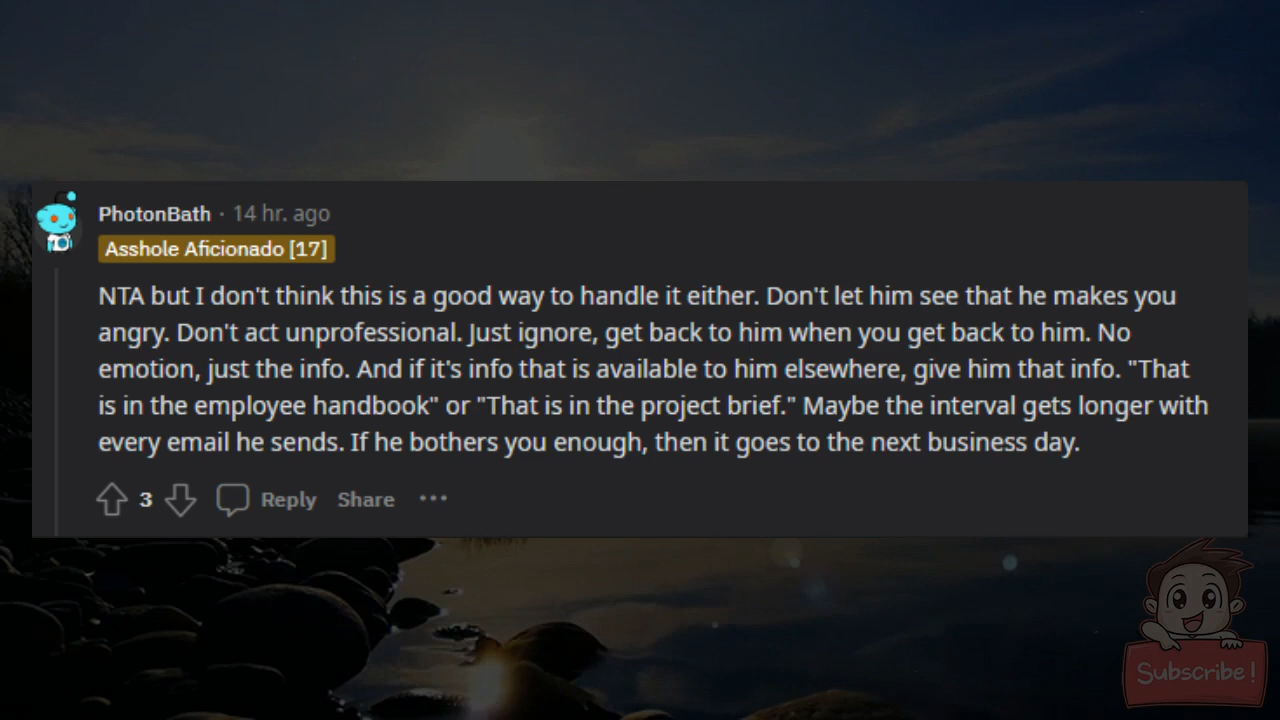 PhotonBath · 14 hr. ago
Asshole Aficionado [17]
NTA but I don't think this is a good way to handle it either. Don't let him see that he makes you
angry. Don't act unprofessional. Just ignore, get back to him when you get back to him. No
emotion, just the info. And if it's info that is available to him elsewhere, give him that info. "That
is in the employee handbook" or "That is in the project brief." Maybe the interval gets longer with
every email he sends. If he bothers you enough, then it goes to the next business day.
3 Reply Share ···
Subscribe!